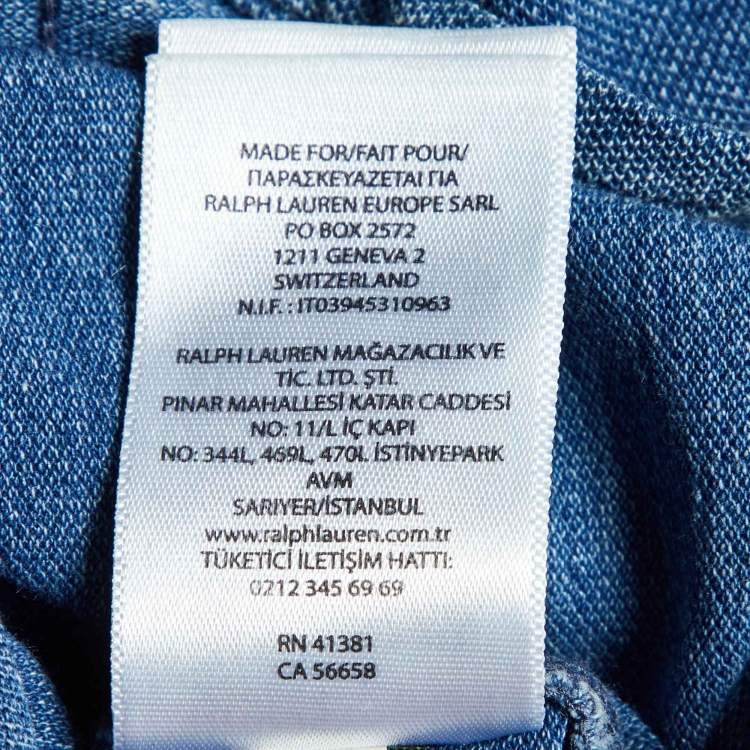 MADE FOR/FAIT POUR/
ΠΑΡΑΣΚΕΥΑΖΕΤΑΙ ΓΙΑ
RALPH LAUREN EUROPE SARL
PO BOX 2572
1211 GENEVA 2
SWITZERLAND
N.I.F. : IT03945310963
RALPH LAUREN MAĞAZACILIK VE
TİC. LTD. ŞTİ.
PINAR MAHALLESİ KATAR CADDESİ
NO: 11/L İÇ KAPI
NO: 344L, 469L, 470L İSTİNYEPARK
AVM
SARIYER/İSTANBUL
www.ralphlauren.com.tr
TÜKETİCİ İLETİŞİM HATTI:
0212 345 69 69
RN 41381
CA 56658